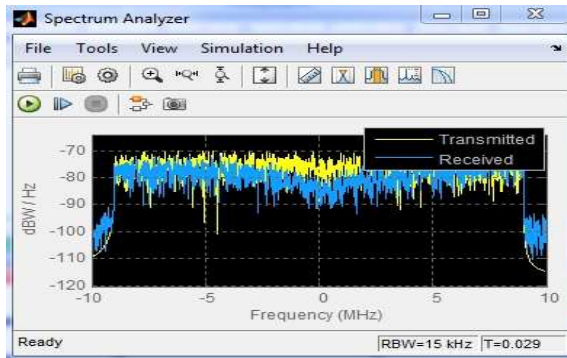 Spectrum Analyzer
File Tools View Simulation Help
Transmitted
Received
dBW / Hz
-70
-80
-90
-100
-110
-120
-10 -5 0 5 10
Frequency (MHz)
Ready RBW=15 kHz T=0.029